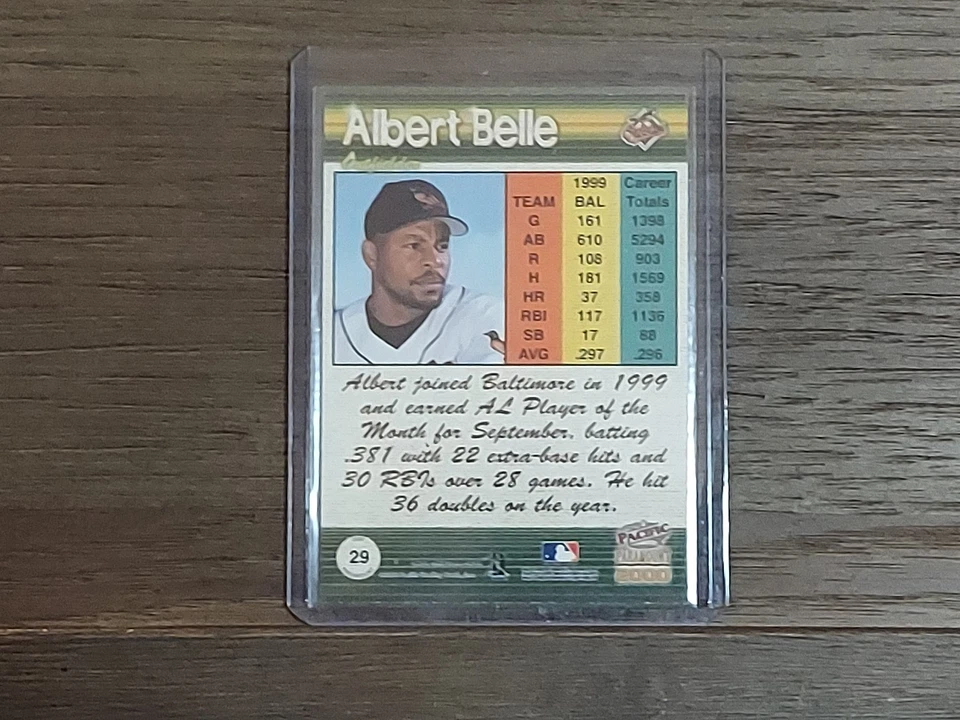 Albert Belle
Outfielder
1999 Career
TEAM BAL Totals
G 161 1398
AB 610 5294
R 108 903
H 181 1569
HR 37 358
RBI 117 1136
SB 17 88
AVG .297 .296
Albert joined Baltimore in 1999
and earned AL Player of the
Month for September, batting
.381 with 22 extra-base hits and
30 RBIs over 28 games. He hit
36 doubles on the year.
29
PACIFIC
PARAMOUNT
2000